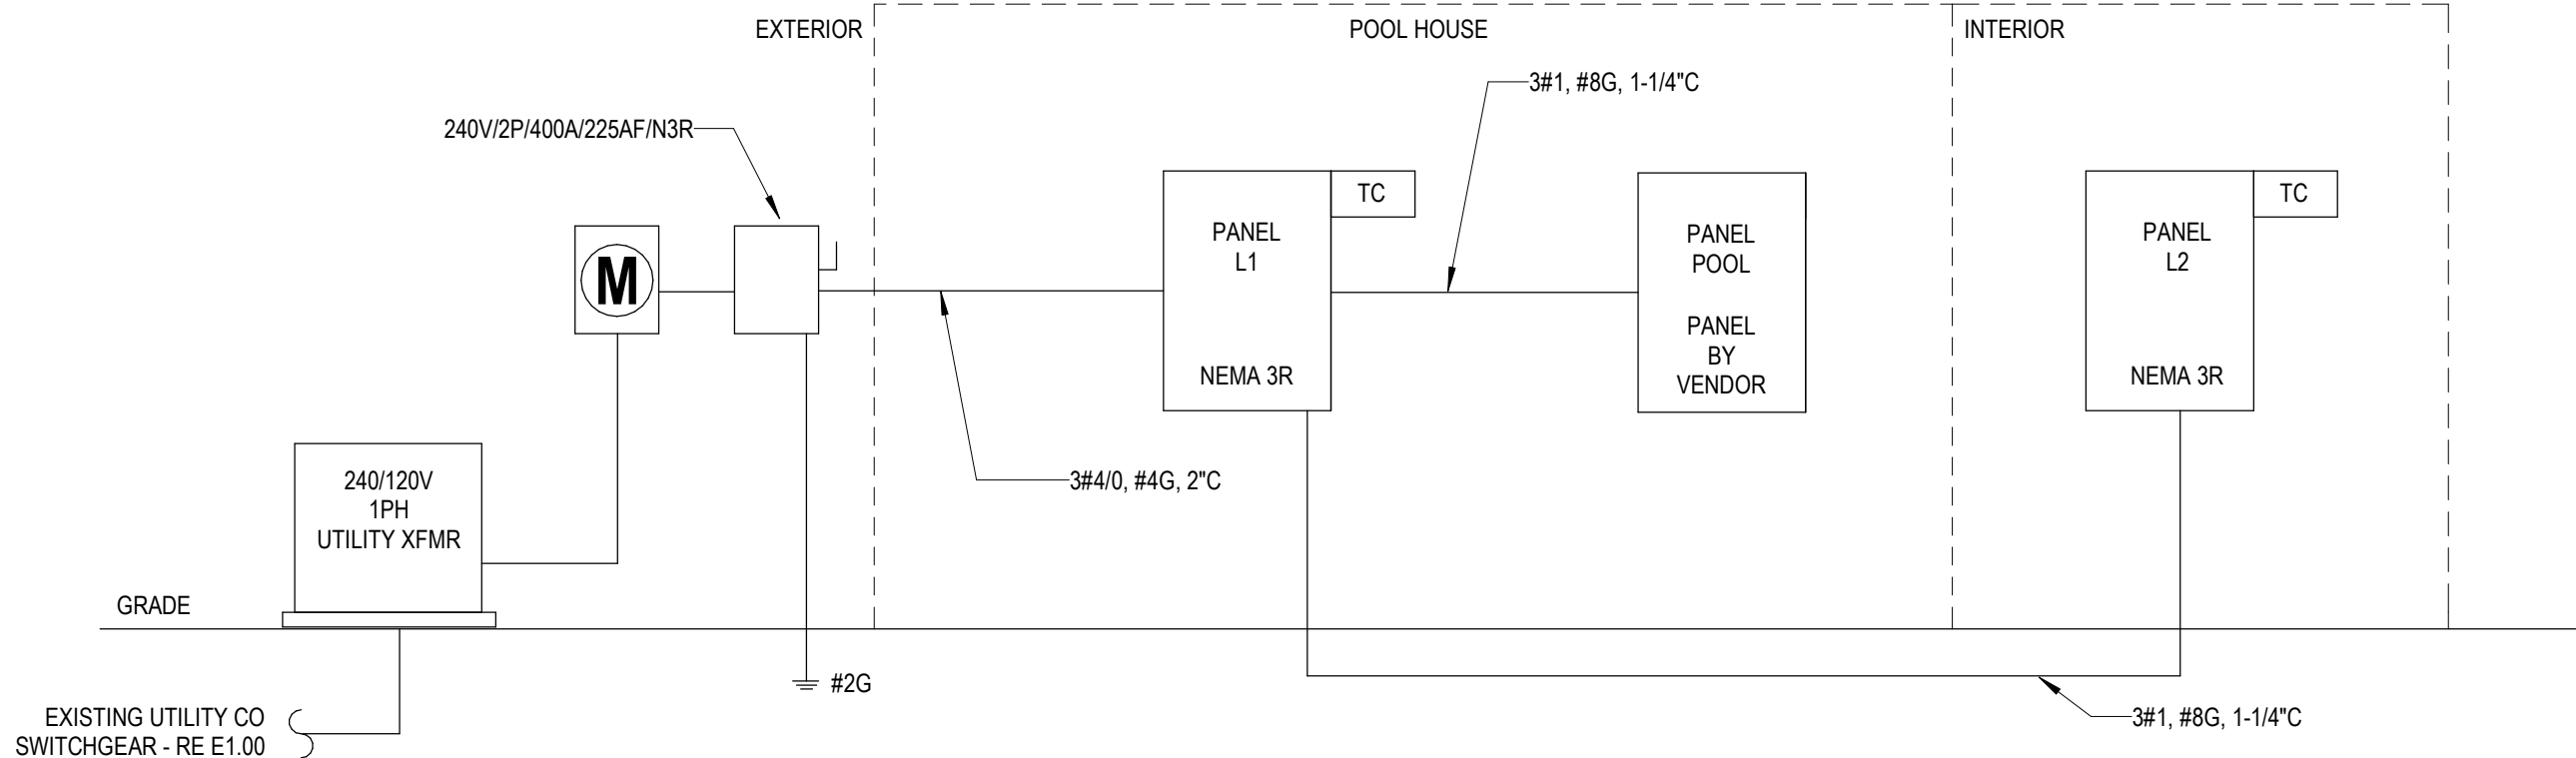 EXTERIOR
POOL HOUSE
INTERIOR
3#1, #8G, 1-1/4"C
240V/2P/400A/225AF/N3R
M
PANEL
L1
NEMA 3R
TC
PANEL
POOL
PANEL
BY
VENDOR
PANEL
L2
NEMA 3R
TC
3#4/0, #4G, 2"C
240/120V
1PH
UTILITY XFMR
GRADE
#2G
EXISTING UTILITY CO
SWITCHGEAR - RE E1.00
3#1, #8G, 1-1/4"C